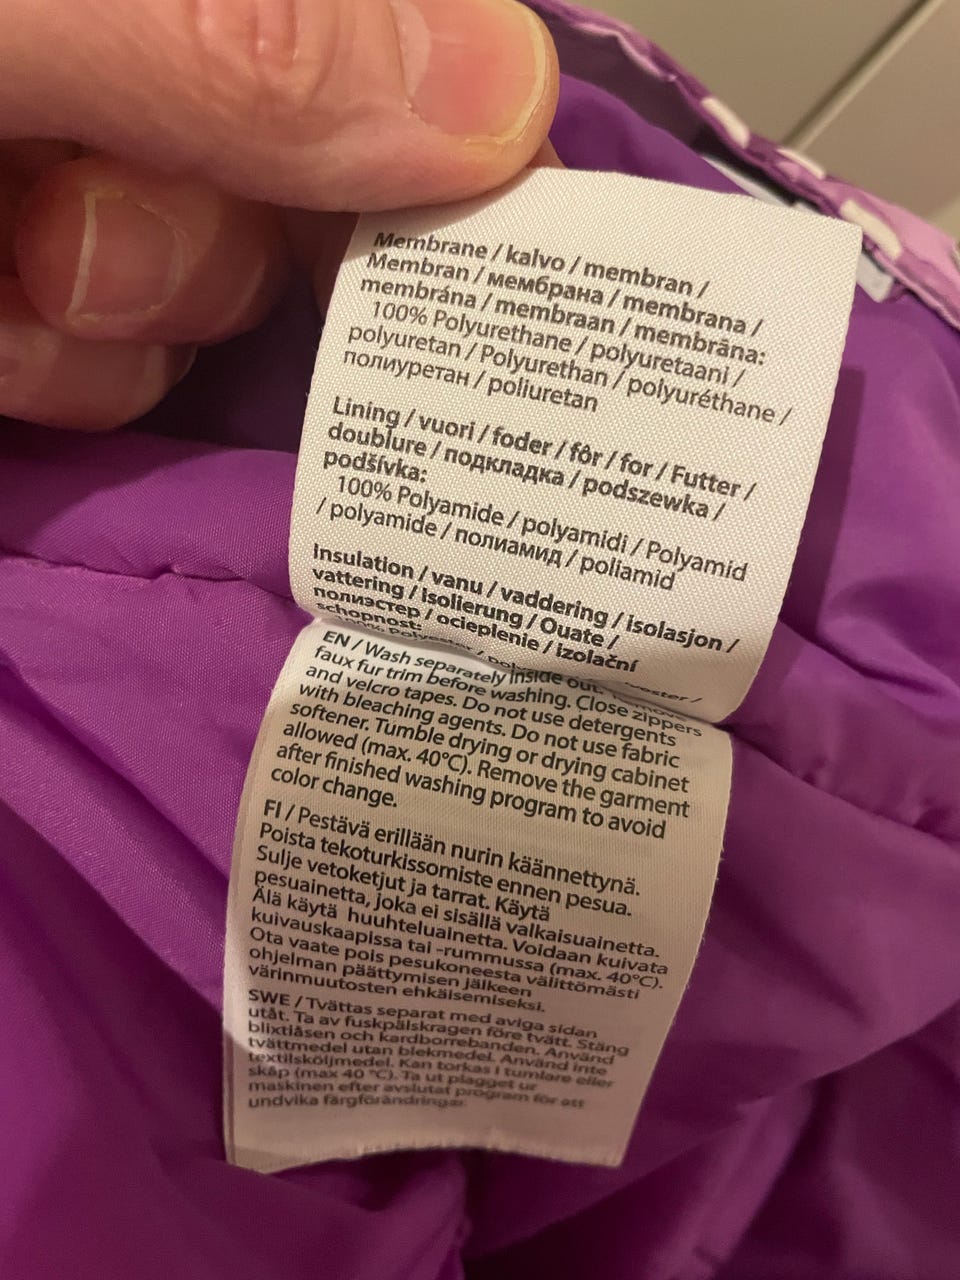 Membrane / kalvo / membran /
Membran / мембрана / membrana /
membrána / membraan / membrāna:
100% Polyurethane / polyuretaani /
polyuretan / Polyurethan / polyuréthane /
полиуретан / poliuretan
Lining / vuori / foder / fôr / for / Futter /
doublure / подкладка / podszewka /
podšívka:
100% Polyamide / polyamidi / Polyamid
/ polyamide / полиамид / poliamid
Insulation / vanu / vaddering / isolasjon /
vattering / Isolierung / Ouate /
полиэстер / ocieplenie / izolační
schopnost:
100% Polyester /
EN / Wash separately inside out.
faux fur trim before washing. Close zippers
and velcro tapes. Do not use detergents
with bleaching agents. Do not use fabric
softener. Tumble drying or drying cabinet
allowed (max. 40°C). Remove the garment
after finished washing program to avoid
color change.
FI / Pestävä erillään nurin käännettynä.
Poista tekoturkissomiste ennen pesua.
Sulje vetoketjut ja tarrat. Käytä
pesuainetta, joka ei sisällä valkaisuainetta.
Älä käytä huuhteluainetta. Voidaan kuivata
kuivauskaapissa tai -rummussa (max. 40°C).
Ota vaate pois pesukoneesta välittömästi
ohjelman päättymisen jälkeen
värinmuutosten ehkäisemiseksi.
SWE / Tvättas separat med aviga sidan
utåt. Ta av fuskpälskragen före tvätt. Stäng
blixtlåsen och kardborrebanden. Använd
tvättmedel utan blekmedel. Använd inte
textilsköljmedel. Kan torkas i tumlare eller
skåp (max 40 °C). Ta ut plagget ur
maskinen efter avslutat program för att
undvika färgförändringar.